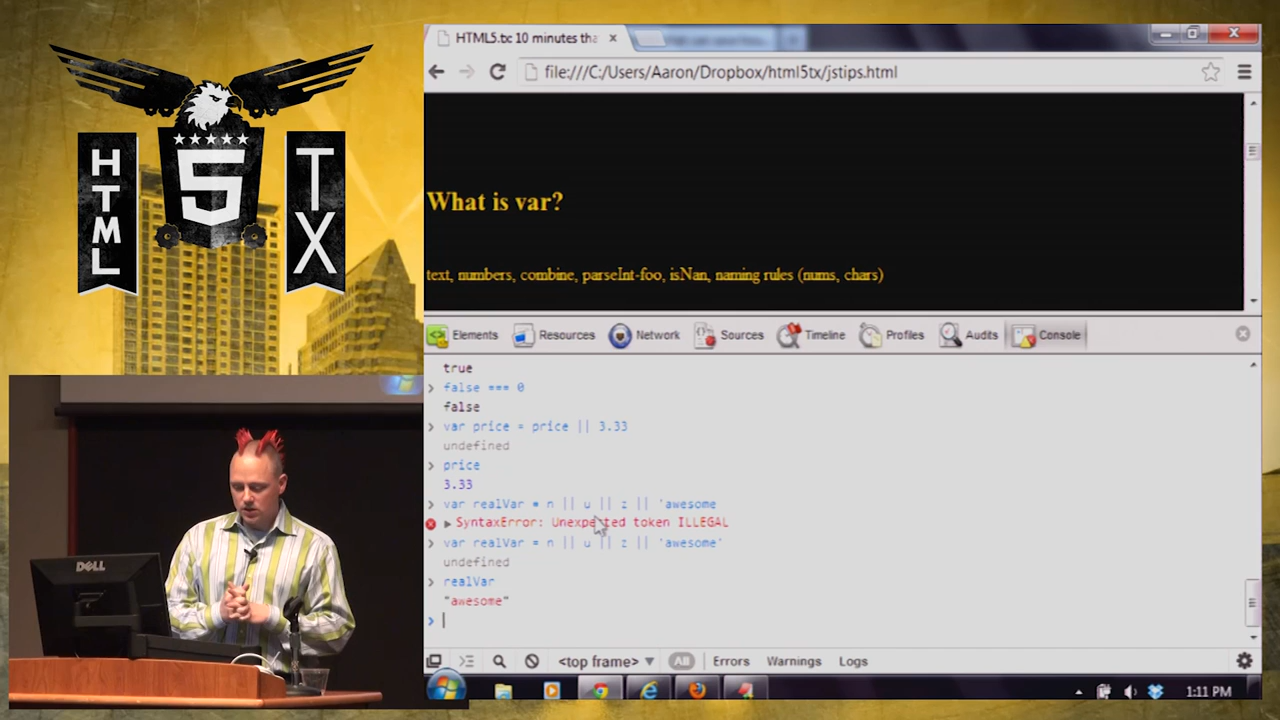 HTML
5
TX
HTML5.tx: 10 minutes tha
file:///C:/Users/Aaron/Dropbox/html5tx/jstips.html
What is var?
text, numbers, combine, parseInt-foo, isNan, naming rules (nums, chars)
Elements Resources Network Sources Timeline Profiles Audits Console
true
false === 0
false
var price = price || 3.33
undefined
price
3.33
var realVar = n || u || z || 'awesome
SyntaxError: Unexpected token ILLEGAL
var realVar = n || u || z || 'awesome'
undefined
realVar
"awesome"
<top frame> All Errors Warnings Logs
1:11 PM
DELL